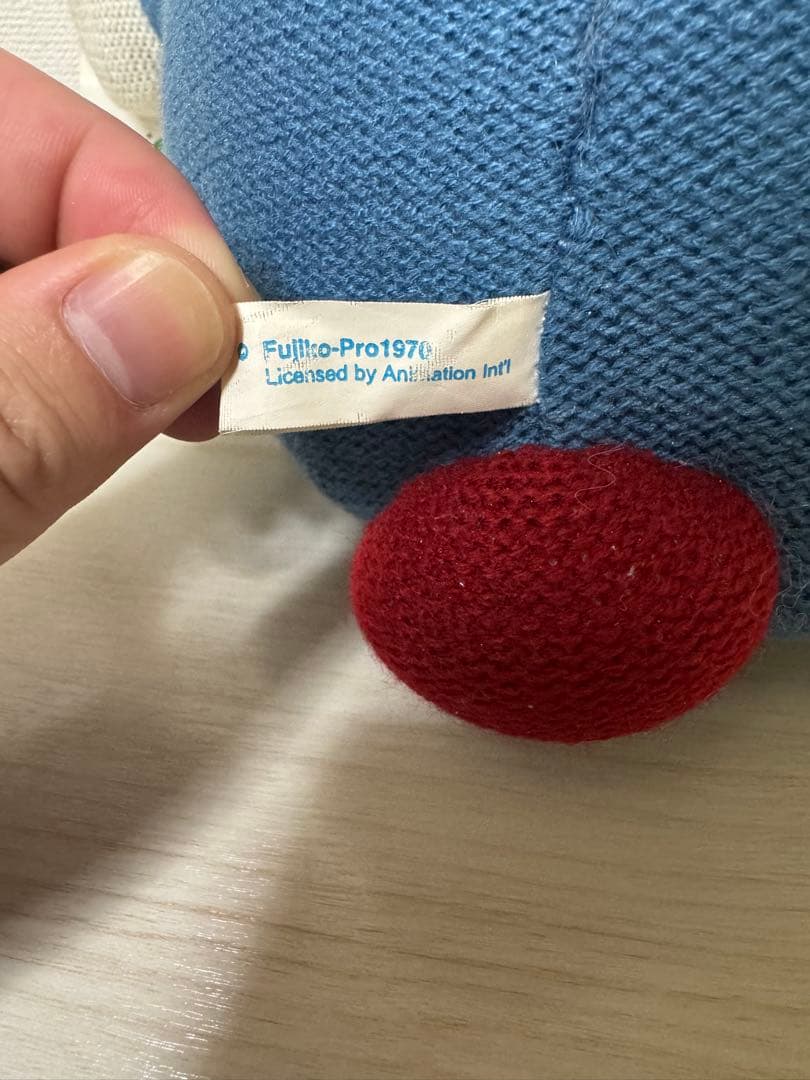 © Fujiko-Pro1970
Licensed by Animation Int'l